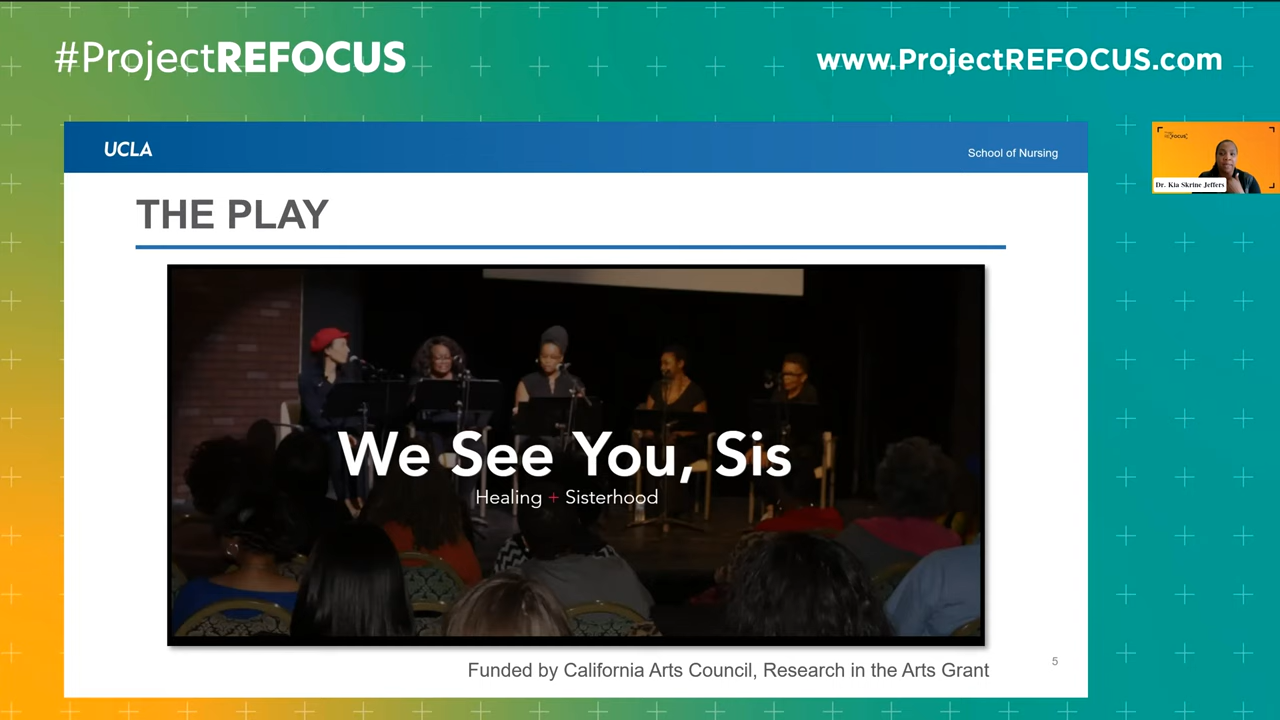 #ProjectREFOCUS
www.ProjectREFOCUS.com
UCLA
School of Nursing
REFOCUS
Dr. Kia Skrine Jeffers
THE PLAY
We See You, Sis
Healing + Sisterhood
Funded by California Arts Council, Research in the Arts Grant
5